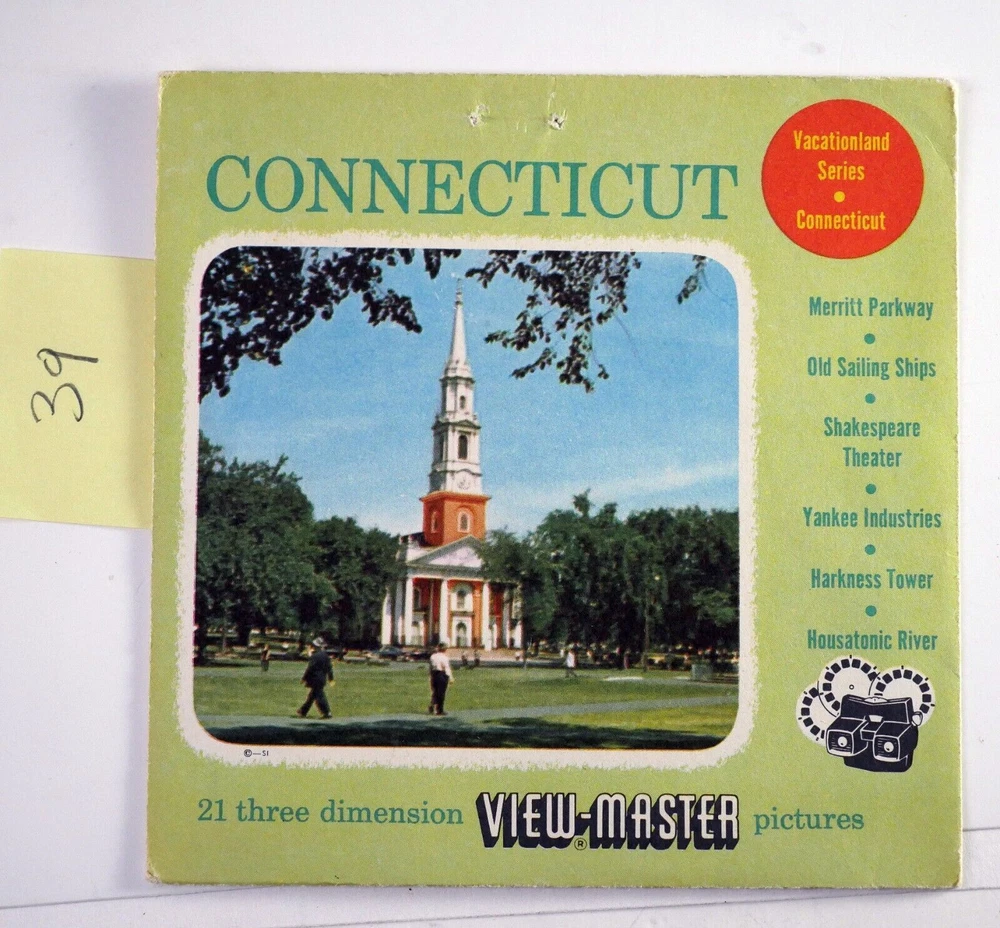 39
CONNECTICUT
Vacationland
Series
•
Connecticut
Merritt Parkway
•
Old Sailing Ships
•
Shakespeare
Theater
•
Yankee Industries
•
Harkness Tower
•
Housatonic River
©—SI
21 three dimension VIEW-MASTER® pictures